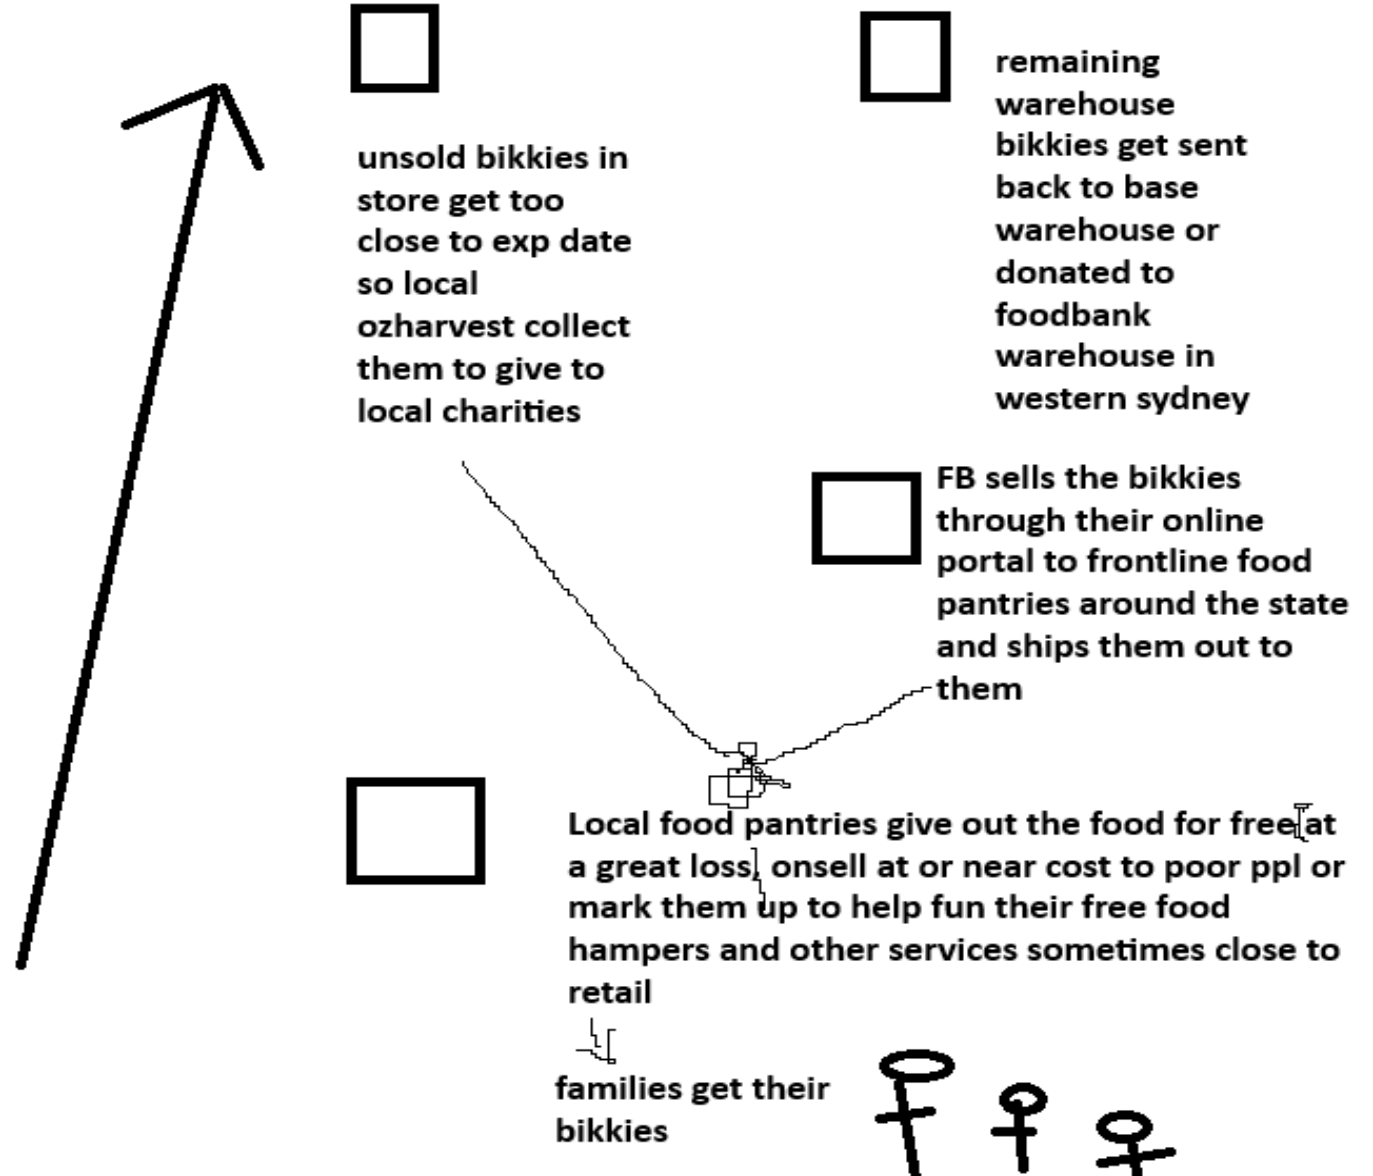 unsold bikkies in
store get too
close to exp date
so local
ozharvest collect
them to give to
local charities
remaining
warehouse
bikkies get sent
back to base
warehouse or
donated to
foodbank
warehouse in
western sydney
FB sells the bikkies
through their online
portal to frontline food
pantries around the state
and ships them out to
them
Local food pantries give out the food for free at
a great loss, onsell at or near cost to poor ppl or
mark them up to help fun their free food
hampers and other services sometimes close to
retail
families get their
bikkies